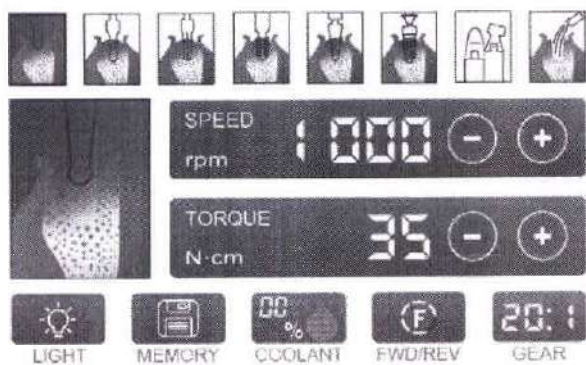 SPEED
rpm
1000
-
+
TORQUE
N·cm
35
-
+
00
%
F
20:1
LIGHT
MEMORY
COOLANT
FWD/REV
GEAR